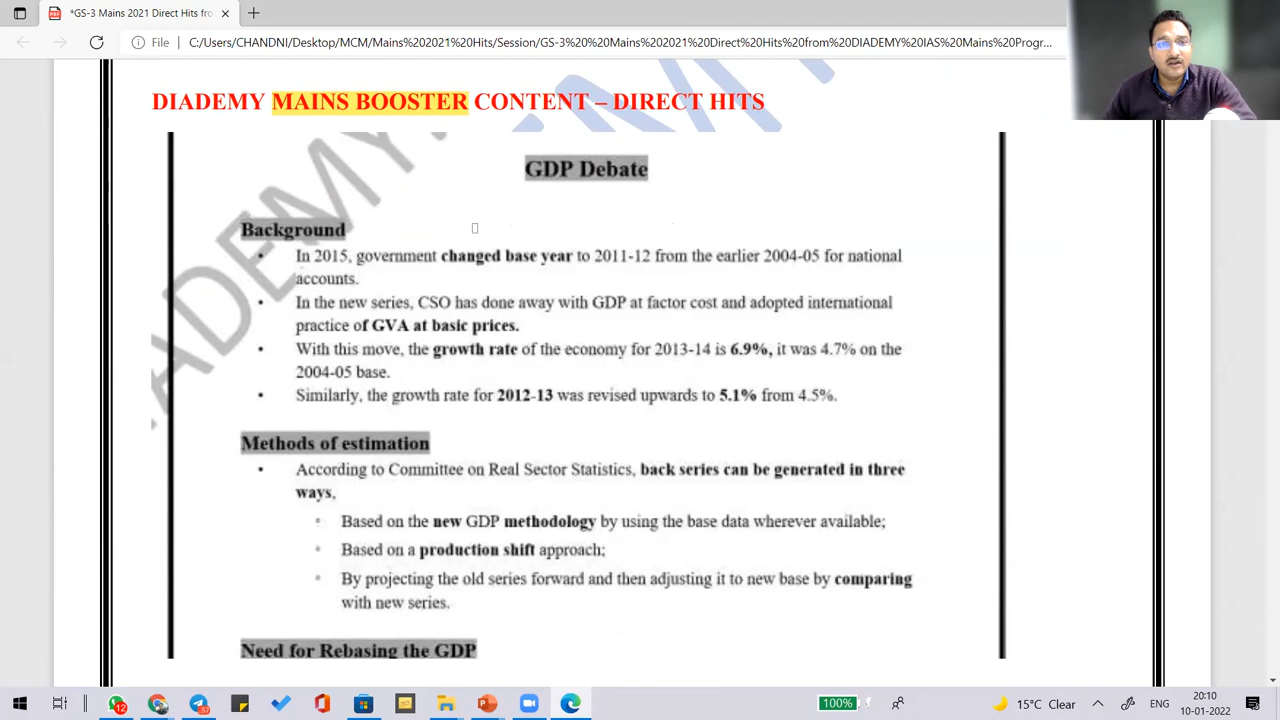 *GS-3 Mains 2021 Direct Hits fro
File
C:/Users/CHANDNI/Desktop/MCM/Mains%202021%20Hits/Session/GS-3%20%20Mains%202021%20Direct%20Hits%20from%20DIADEMY%20IAS%20Mains%20Progr...
DIADEMY MAINS BOOSTER CONTENT – DIRECT HITS
GDP Debate
Background
• In 2015, government changed base year to 2011-12 from the earlier 2004-05 for national
accounts.
• In the new series, CSO has done away with GDP at factor cost and adopted international
practice of GVA at basic prices.
• With this move, the growth rate of the economy for 2013-14 is 6.9%, it was 4.7% on the
2004-05 base.
• Similarly, the growth rate for 2012-13 was revised upwards to 5.1% from 4.5%.
Methods of estimation
• According to Committee on Real Sector Statistics, back series can be generated in three
ways,
Based on the new GDP methodology by using the base data wherever available;
Based on a production shift approach;
By projecting the old series forward and then adjusting it to new base by comparing
with new series.
Need for Rebasing the GDP
12
57
100%
15°C Clear
ENG
20:10
10-01-2022